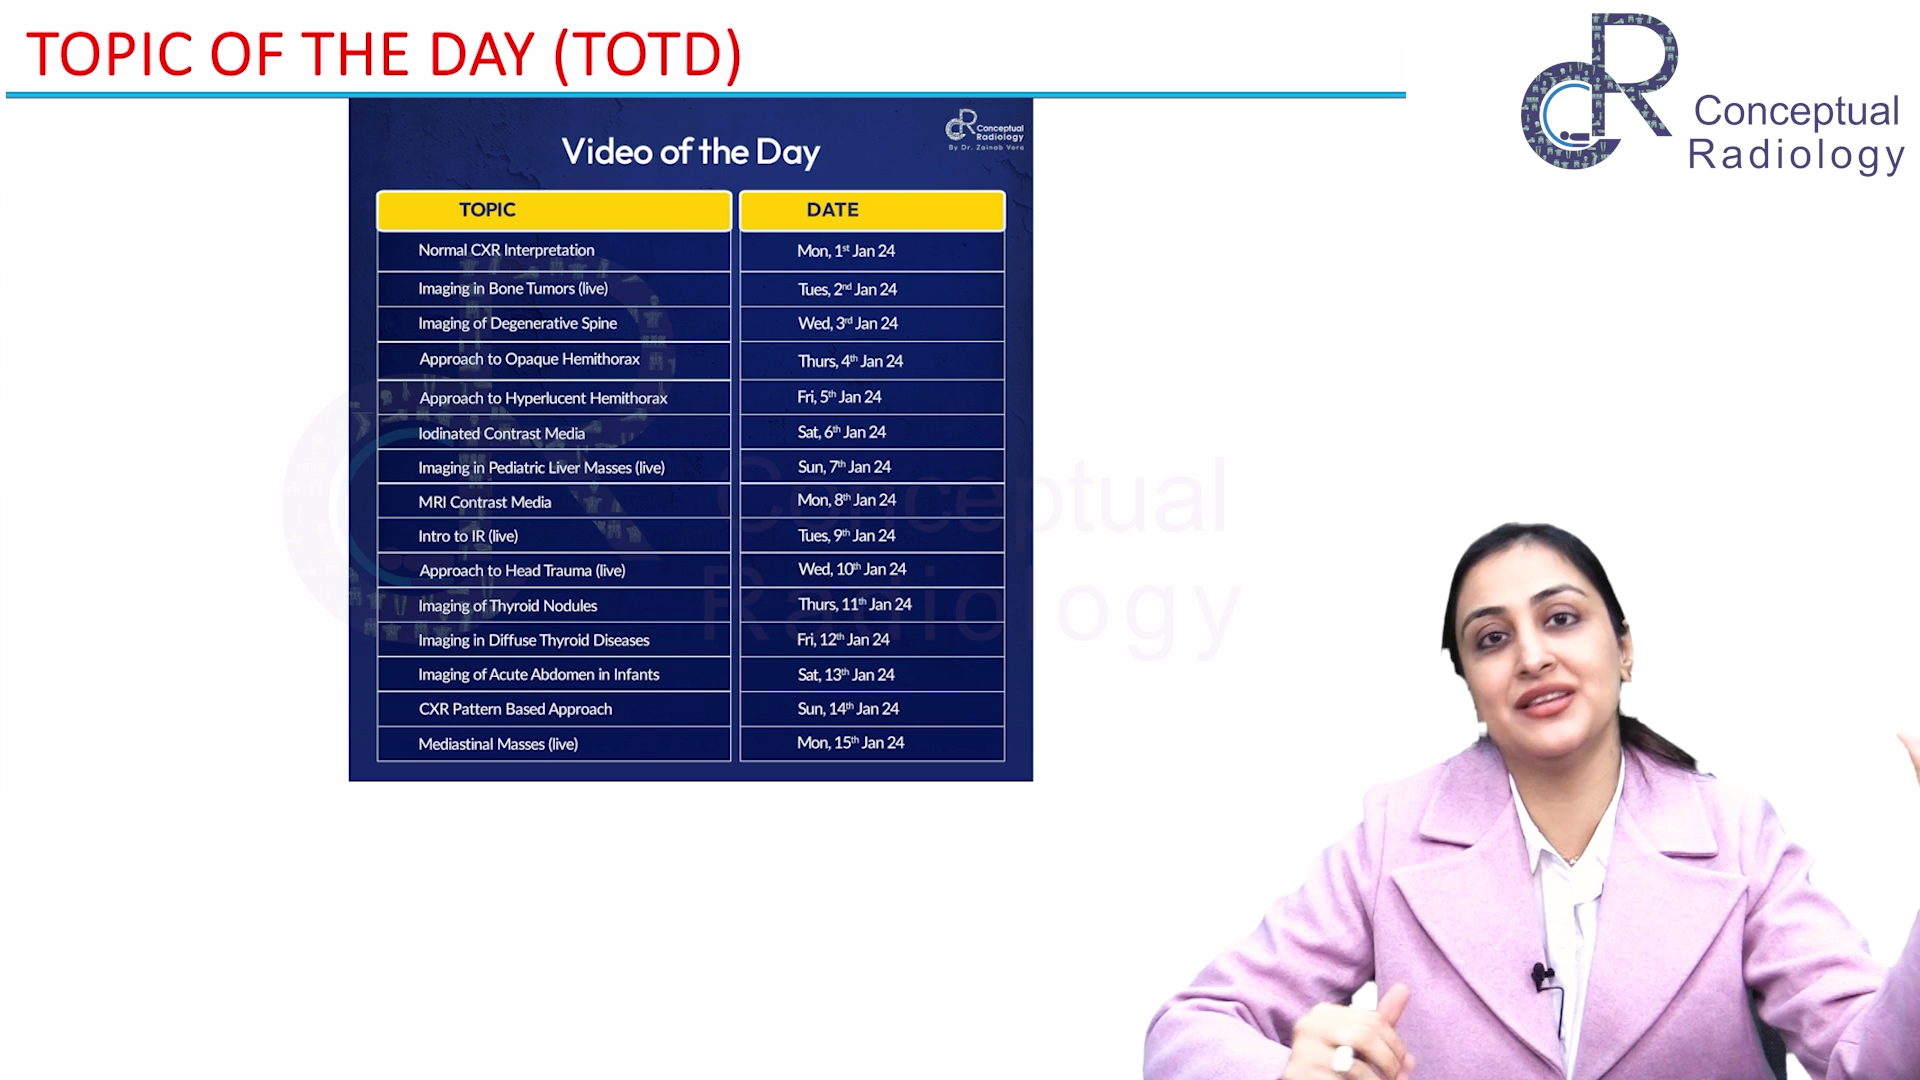 TOPIC OF THE DAY (TOTD)
Conceptual
Radiology
Conceptual
Radiology
By Dr. Zainab Vora
Video of the Day
TOPIC DATE
Normal CXR Interpretation Mon, 1st Jan 24
Imaging in Bone Tumors (live) Tues, 2nd Jan 24
Imaging of Degenerative Spine Wed, 3rd Jan 24
Approach to Opaque Hemithorax Thurs, 4th Jan 24
Approach to Hyperlucent Hemithorax Fri, 5th Jan 24
Iodinated Contrast Media Sat, 6th Jan 24
Imaging in Pediatric Liver Masses (live) Sun, 7th Jan 24
MRI Contrast Media Mon, 8th Jan 24
Intro to IR (live) Tues, 9th Jan 24
Approach to Head Trauma (live) Wed, 10th Jan 24
Imaging of Thyroid Nodules Thurs, 11th Jan 24
Imaging in Diffuse Thyroid Diseases Fri, 12th Jan 24
Imaging of Acute Abdomen in Infants Sat, 13th Jan 24
CXR Pattern Based Approach Sun, 14th Jan 24
Mediastinal Masses (live) Mon, 15th Jan 24
Conceptual
Radiology